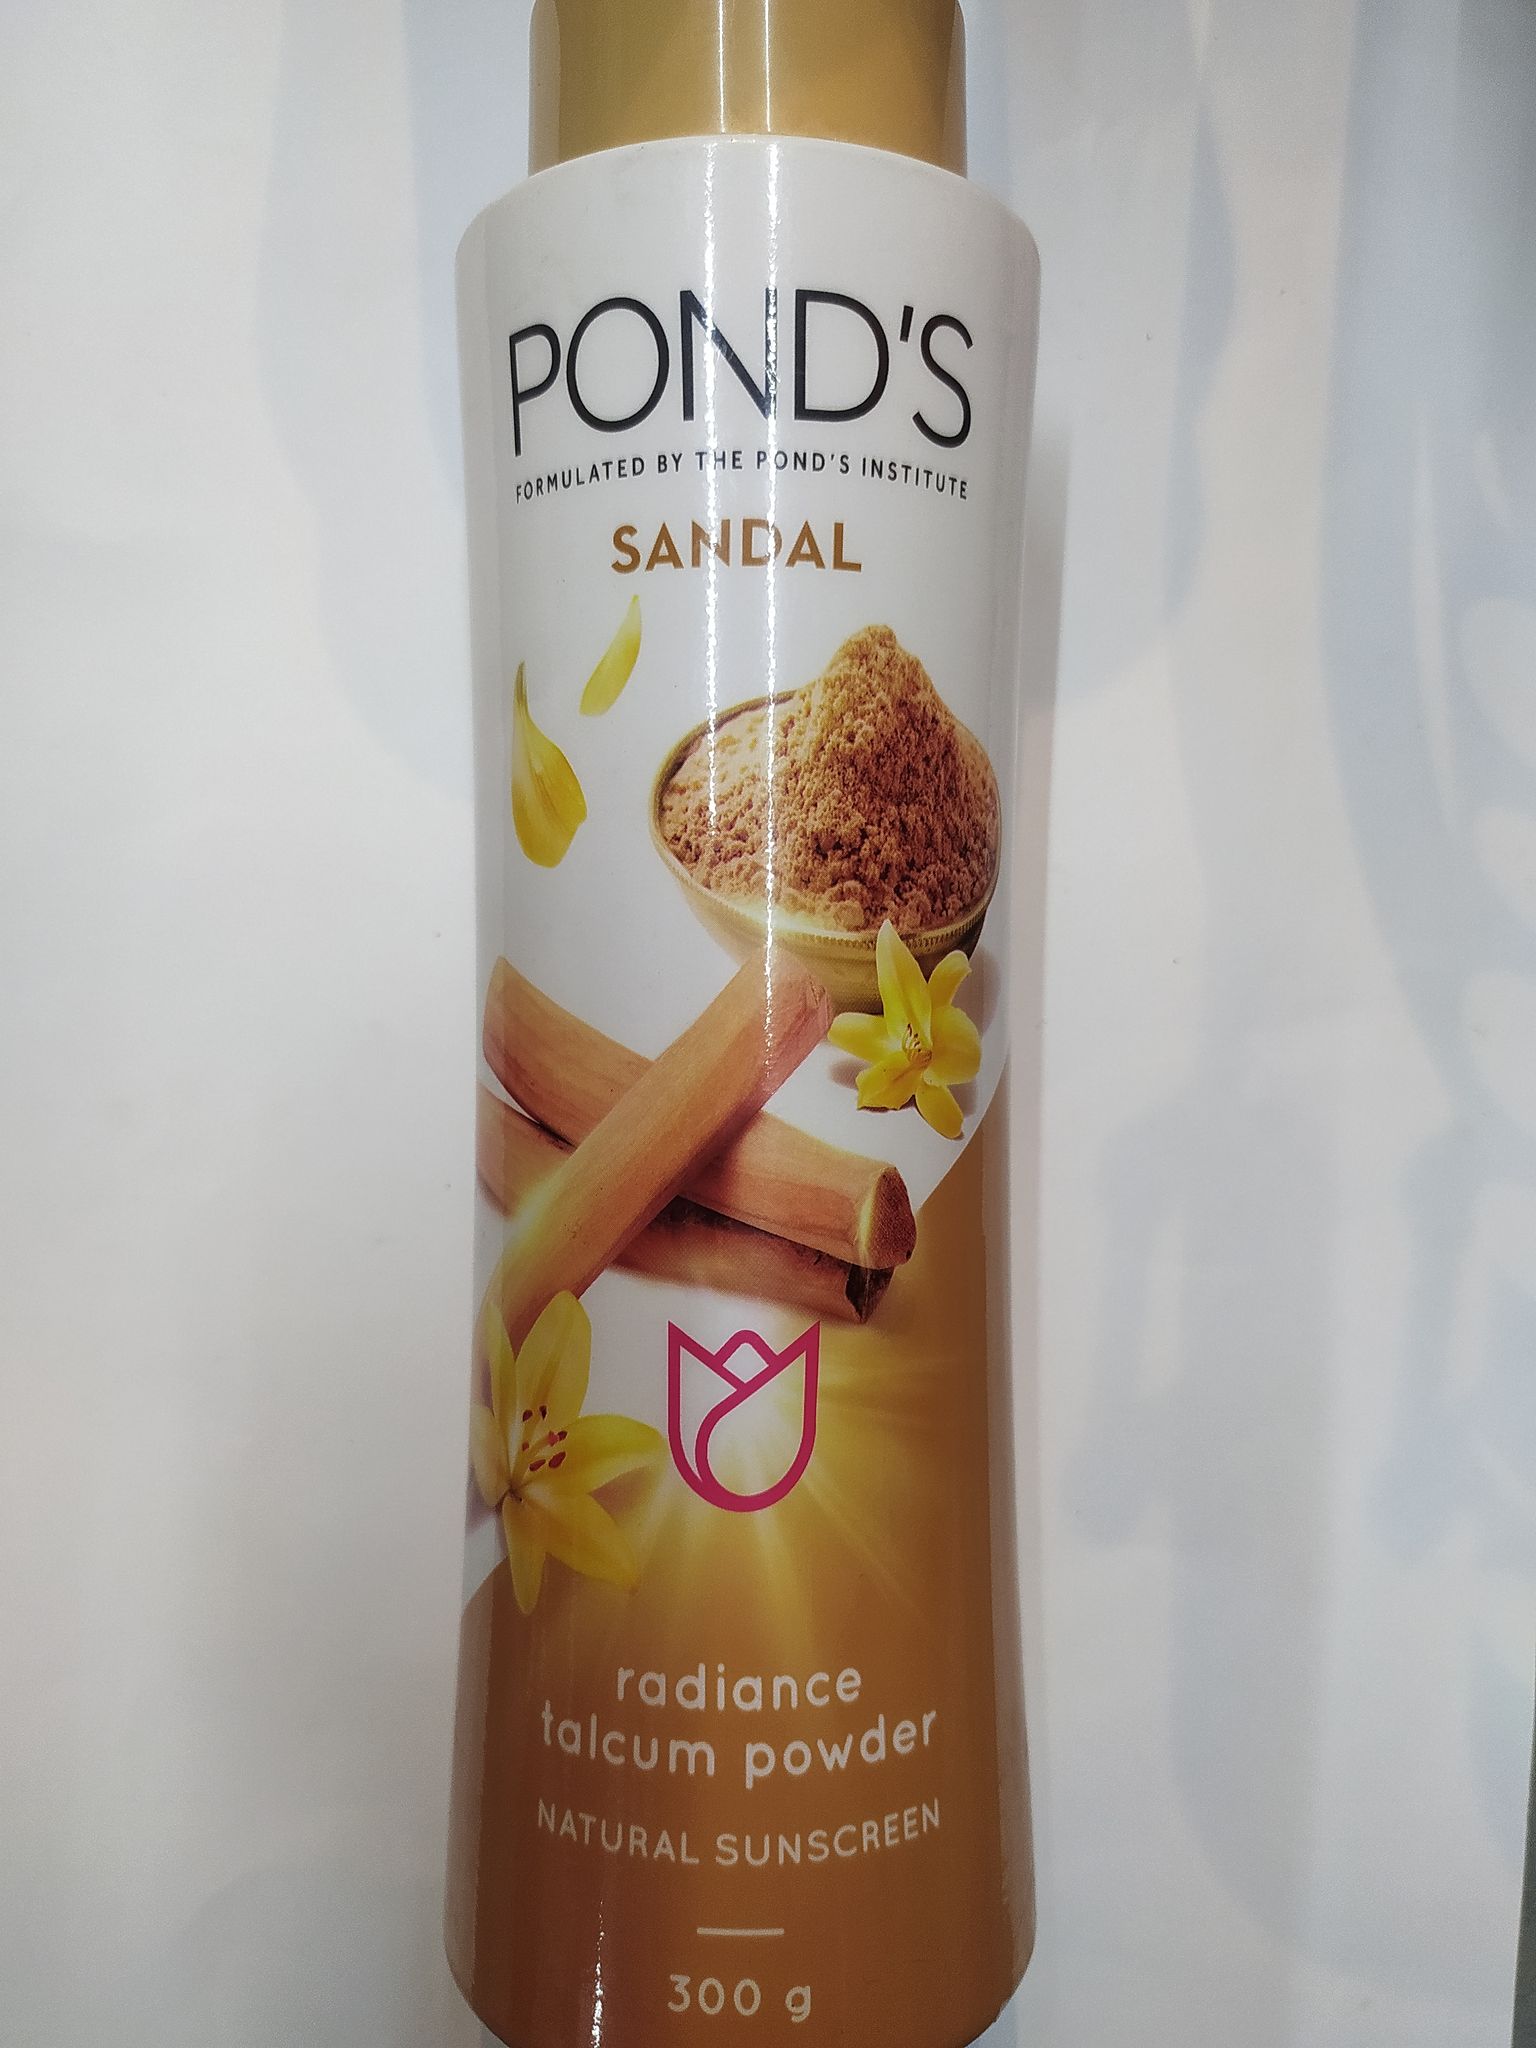 POND'S
FORMULATED BY THE POND'S INSTITUTE
SANDAL
radiance
talcum powder
NATURAL SUNSCREEN
300 g